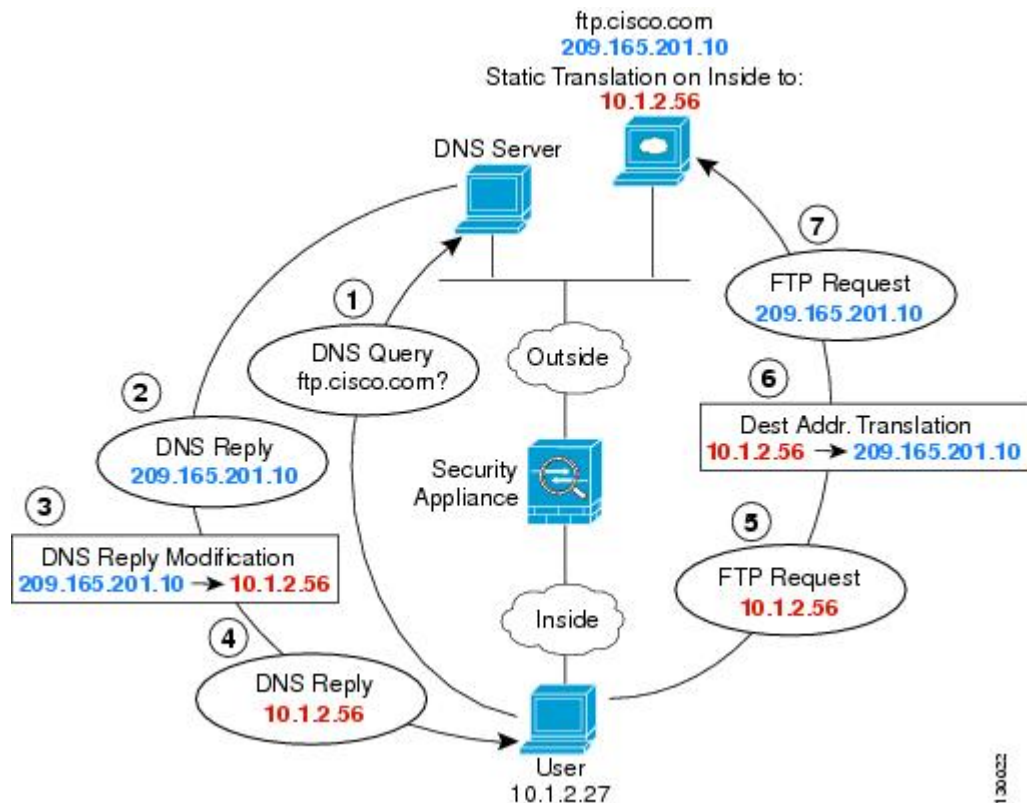 ftp.cisco.com
209.165.201.10
Static Translation on Inside to:
10.1.2.56
DNS Server
7
FTP Request
209.165.201.10
1
DNS Query
ftp.cisco.com?
Outside
2
DNS Reply
209.165.201.10
6
Dest Addr. Translation
10.1.2.56 → 209.165.201.10
Security
Appliance
3
DNS Reply Modification
209.165.201.10 → 10.1.2.56
5
FTP Request
10.1.2.56
Inside
4
DNS Reply
10.1.2.56
User
10.1.2.27
130022